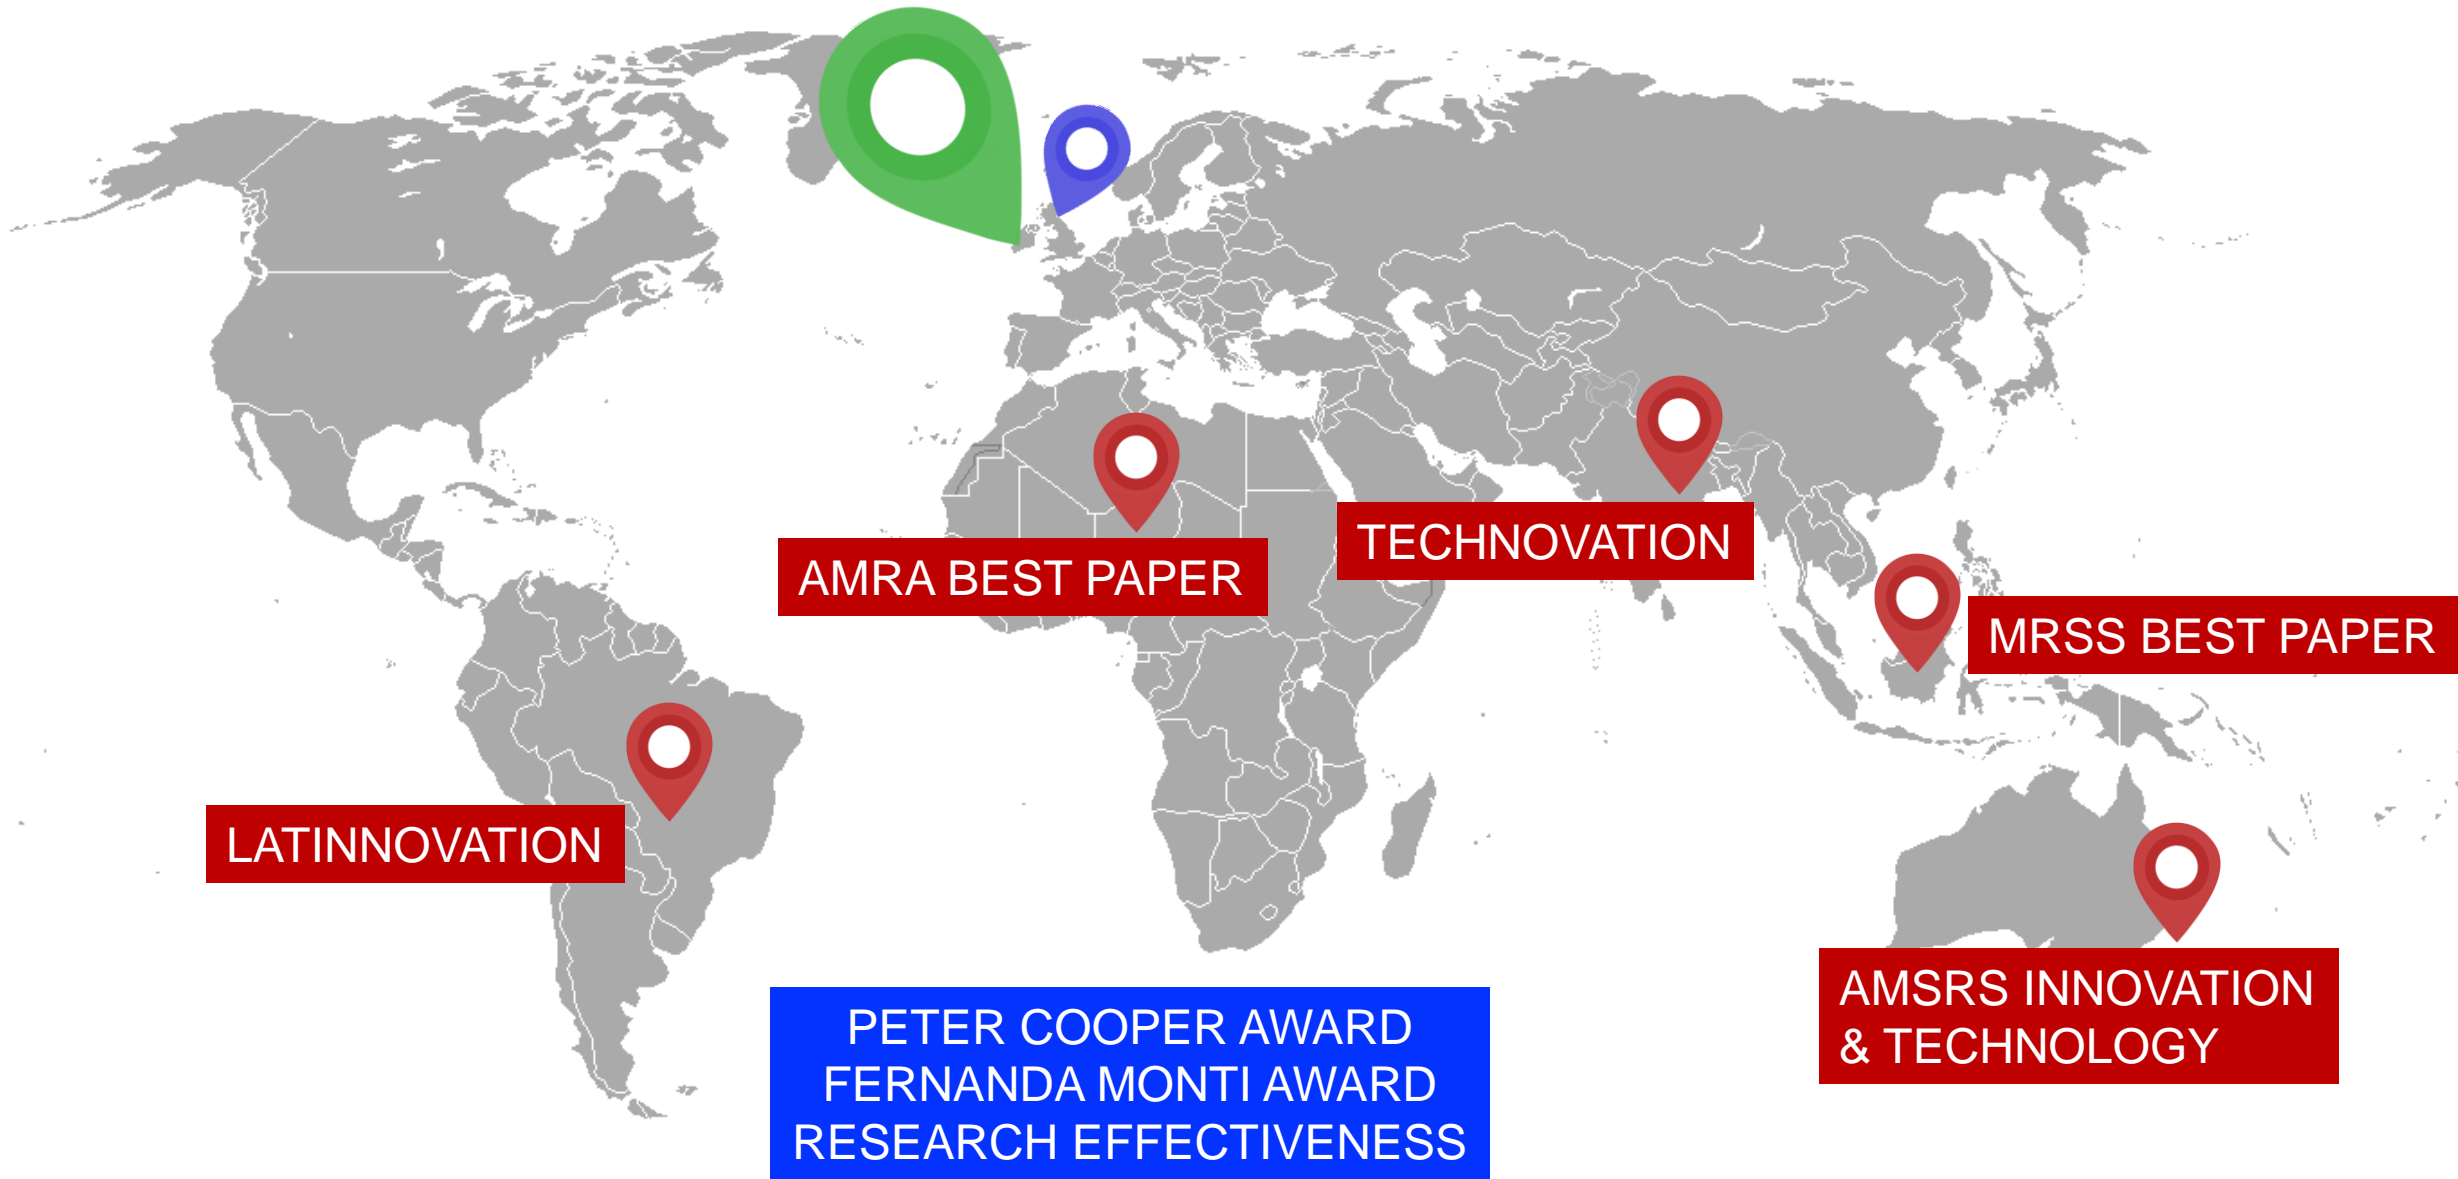 TECHNOVATION
AMRA BEST PAPER
MRSS BEST PAPER
LATINNOVATION
AMSRS INNOVATION
& TECHNOLOGY
PETER COOPER AWARD
FERNANDA MONTI AWARD
RESEARCH EFFECTIVENESS